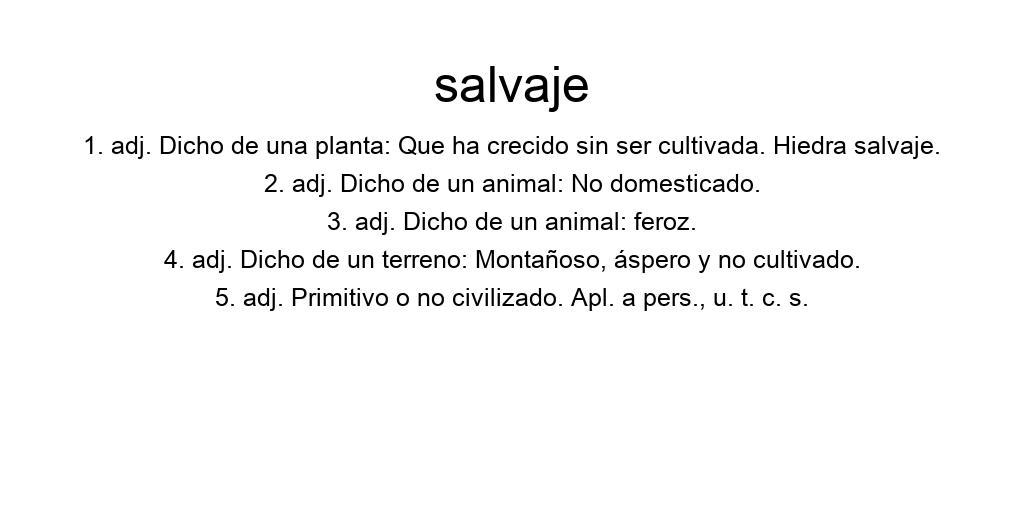 salvaje
1. adj. Dicho de una planta: Que ha crecido sin ser cultivada. Hiedra salvaje.
2. adj. Dicho de un animal: No domesticado.
3. adj. Dicho de un animal: feroz.
4. adj. Dicho de un terreno: Montañoso, áspero y no cultivado.
5. adj. Primitivo o no civilizado. Apl. a pers., u. t. c. s.